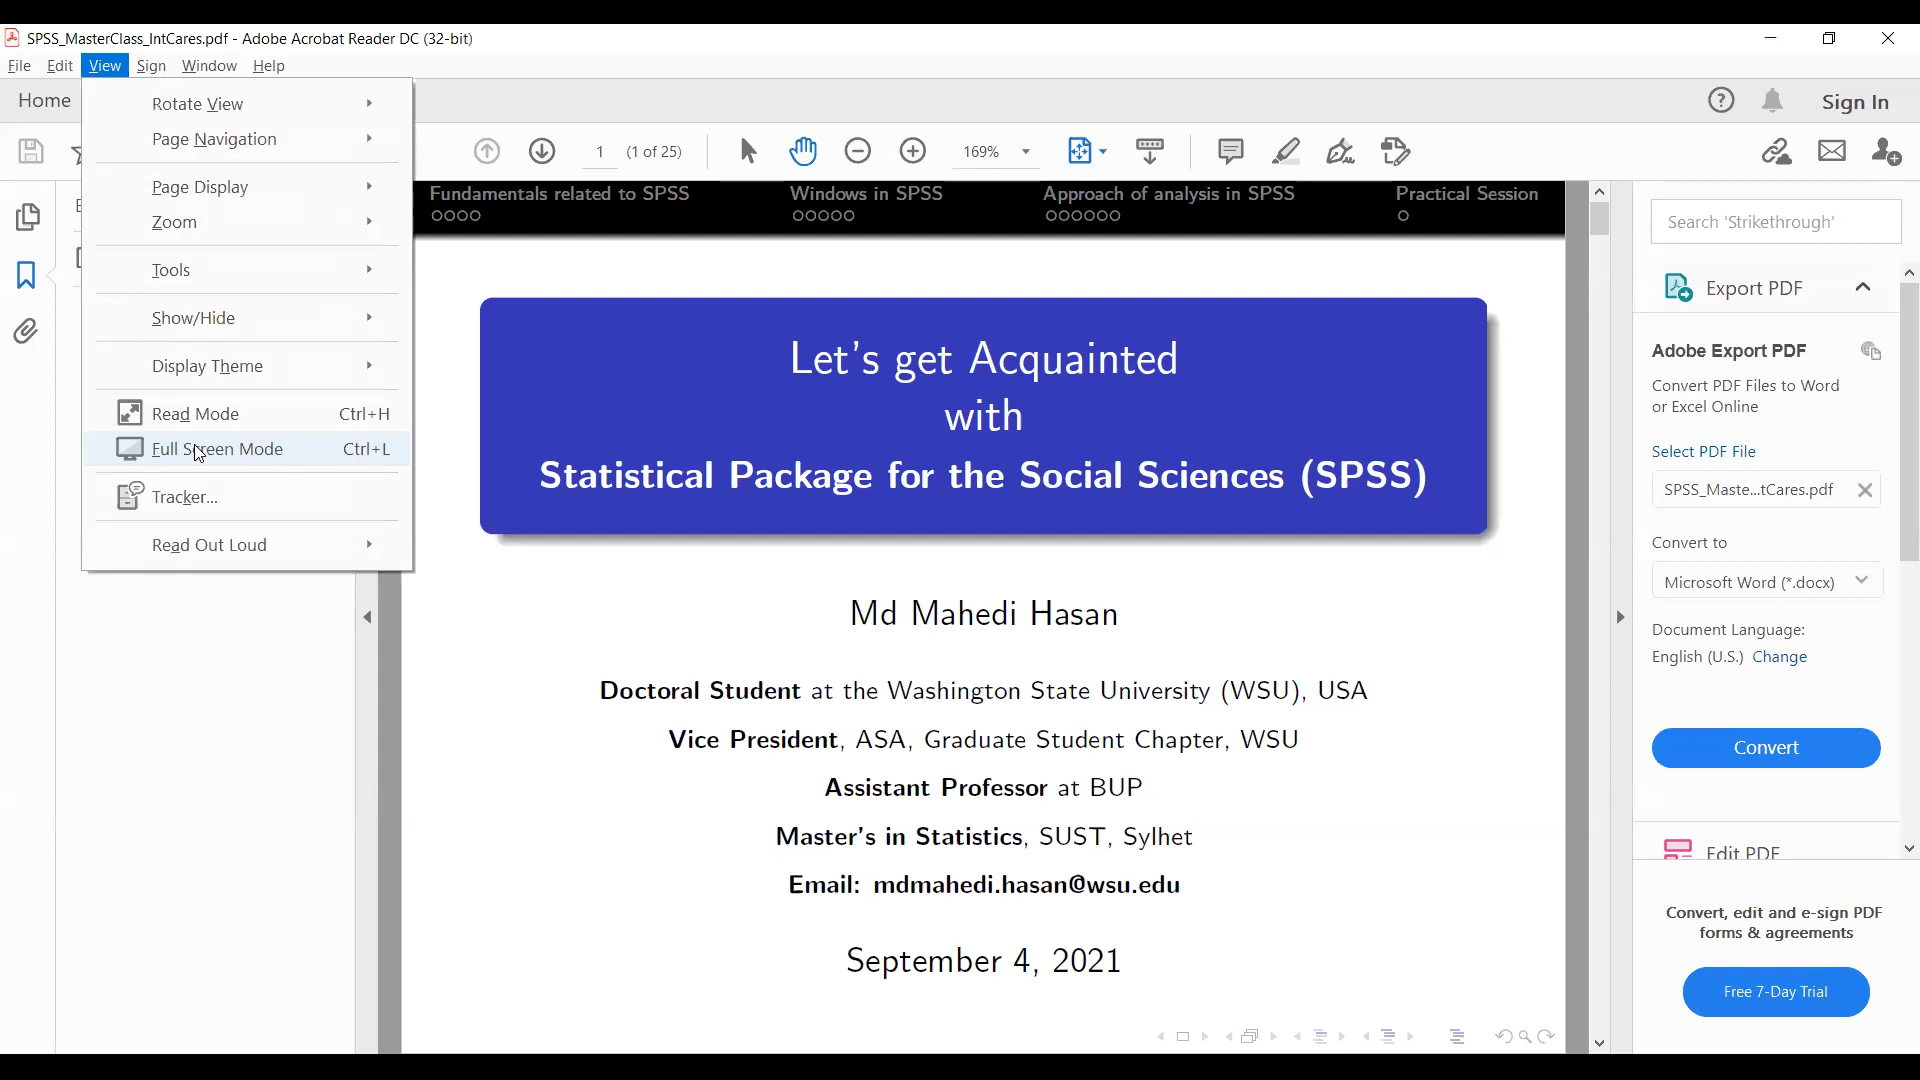 SPSS_MasterClass_IntCares.pdf - Adobe Acrobat Reader DC (32-bit)
File Edit View Sign Window Help
Home
Sign In
1 (1 of 25)
169%
Rotate View
Page Navigation
Page Display
Zoom
Tools
Show/Hide
Display Theme
Read Mode Ctrl+H
Full Screen Mode Ctrl+L
Tracker...
Read Out Loud
Fundamentals related to SPSS Windows in SPSS Approach of analysis in SPSS Practical Session
Let's get Acquainted
with
Statistical Package for the Social Sciences (SPSS)
Md Mahedi Hasan
Doctoral Student at the Washington State University (WSU), USA
Vice President, ASA, Graduate Student Chapter, WSU
Assistant Professor at BUP
Master's in Statistics, SUST, Sylhet
Email: mdmahedi.hasan@wsu.edu
September 4, 2021
Search 'Strikethrough'
Export PDF
Adobe Export PDF
Convert PDF Files to Word
or Excel Online
Select PDF File
SPSS_Maste...tCares.pdf
Convert to
Microsoft Word (*.docx)
Document Language:
English (U.S.) Change
Convert
Edit PDF
Convert, edit and e-sign PDF
forms & agreements
Free 7-Day Trial